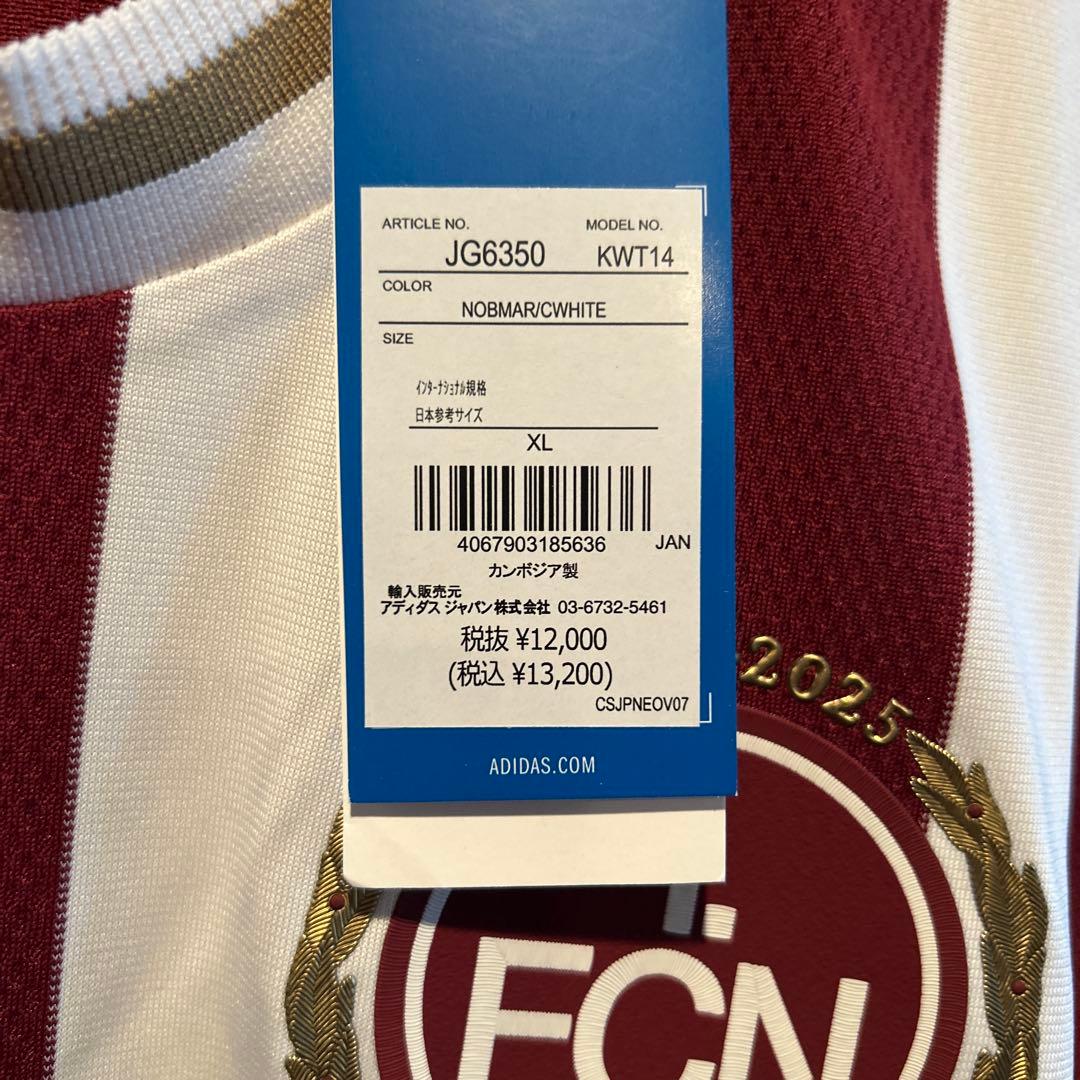 ARTICLE NO. MODEL NO.
JG6350 KWT14
COLOR
NOBMAR/CWHITE
SIZE
インターナショナル規格
日本参考サイズ
XL
4067903185636 JAN
カンボジア製
輸入販売元
アディダス ジャパン株式会社 03-6732-5461
税抜 ¥12,000
(税込 ¥13,200)
CSJPNEOV07
ADIDAS.COM
2025
1.
FCN